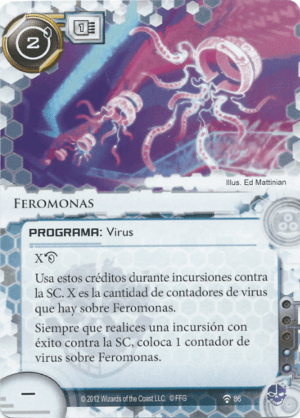 2
1
Illus. Ed Mattinian
FEROMONAS
PROGRAMA: Virus
X
Usa estos créditos durante incursiones contra
la SC. X es la cantidad de contadores de virus
que hay sobre Feromonas.
Siempre que realices una incursión con
éxito contra la SC, coloca 1 contador de
virus sobre Feromonas.
–
© 2012 Wizards of the Coast LLC. © FFG
86